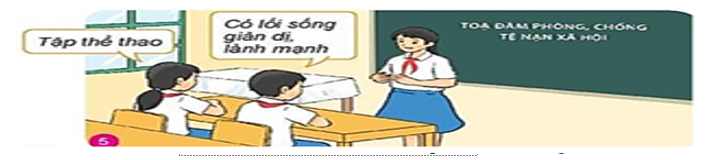 Tập thể thao
Có lối sống
giản dị,
lành mạnh
TOẠ ĐÀM PHÒNG, CHỐNG
TỆ NẠN XÃ HỘI
5